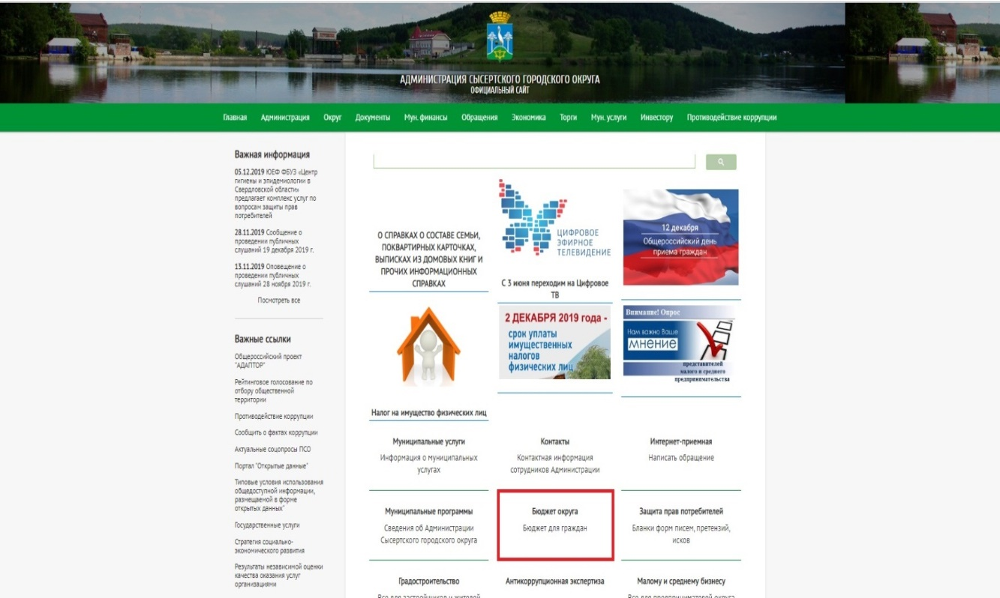 АДМИНИСТРАЦИЯ СЫСЕРТСКОГО ГОРОДСКОГО ОКРУГА
ОФИЦИАЛЬНЫЙ САЙТ
Главная Администрация Округ Документы Мун. финансы Обращения Экономика Торги Мун. услуги Инвестору Противодействие коррупции
Важная информация
05.12.2019 ЮЕФ ФБУЗ «Центр
гигиены и эпидемиологии в
Свердловской области»
предлагает комплекс услуг по
вопросам защиты прав
потребителей
28.11.2019 Сообщение о
проведении публичных
слушаний 19 декабря 2019 г.
13.11.2019 Оповещение о
проведении публичных
слушаний 28 ноября 2019 г.
Посмотреть все
Важные ссылки
Общероссийский проект
"АДАПТОР"
Рейтинговое голосование по
отбору общественной
территории
Противодействие коррупции
Сообщить о фактах коррупции
Актуальные соцопросы ПСО
Портал "Открытые данные"
Типовые условия использования
общедоступной информации,
размещаемой в форме
открытых данных"
Государственные услуги
Стратегия социально-
экономического развития
Результаты независимой оценки
качества оказания услуг
организациями
О СПРАВКАХ О СОСТАВЕ СЕМЬИ,
ПОКВАРТИРНЫХ КАРТОЧКАХ,
ВЫПИСКАХ ИЗ ДОМОВЫХ КНИГ И
ПРОЧИХ ИНФОРМАЦИОННЫХ
СПРАВКАХ
ЦИФРОВОЕ
ЭФИРНОЕ
ТЕЛЕВИДЕНИЕ
С 3 июня переходим на Цифровое
ТВ
12 декабря
Общероссийский день
приема граждан
2 ДЕКАБРЯ 2019 года -
срок уплаты
имущественных
налогов
физических лиц
Внимание! Опрос
Нам важно Ваше
МНЕНИЕ
представителей
малого и среднего
предпринимательства
Налог на имущество физических лиц
Муниципальные услуги
Информация о муниципальных
услугах
Контакты
Контактная информация
сотрудников Администрации
Интернет-приемная
Написать обращение
Муниципальные программы
Сведения об Администрации
Сысертского городского округа
Бюджет округа
Бюджет для граждан
Защита прав потребителей
Бланки форм писем, претензий,
исков
Градостроительство
Все для застройщиков и жителей
Антикоррупционная экспертиза
Малому и среднему бизнесу
Все для предпринимателей округа